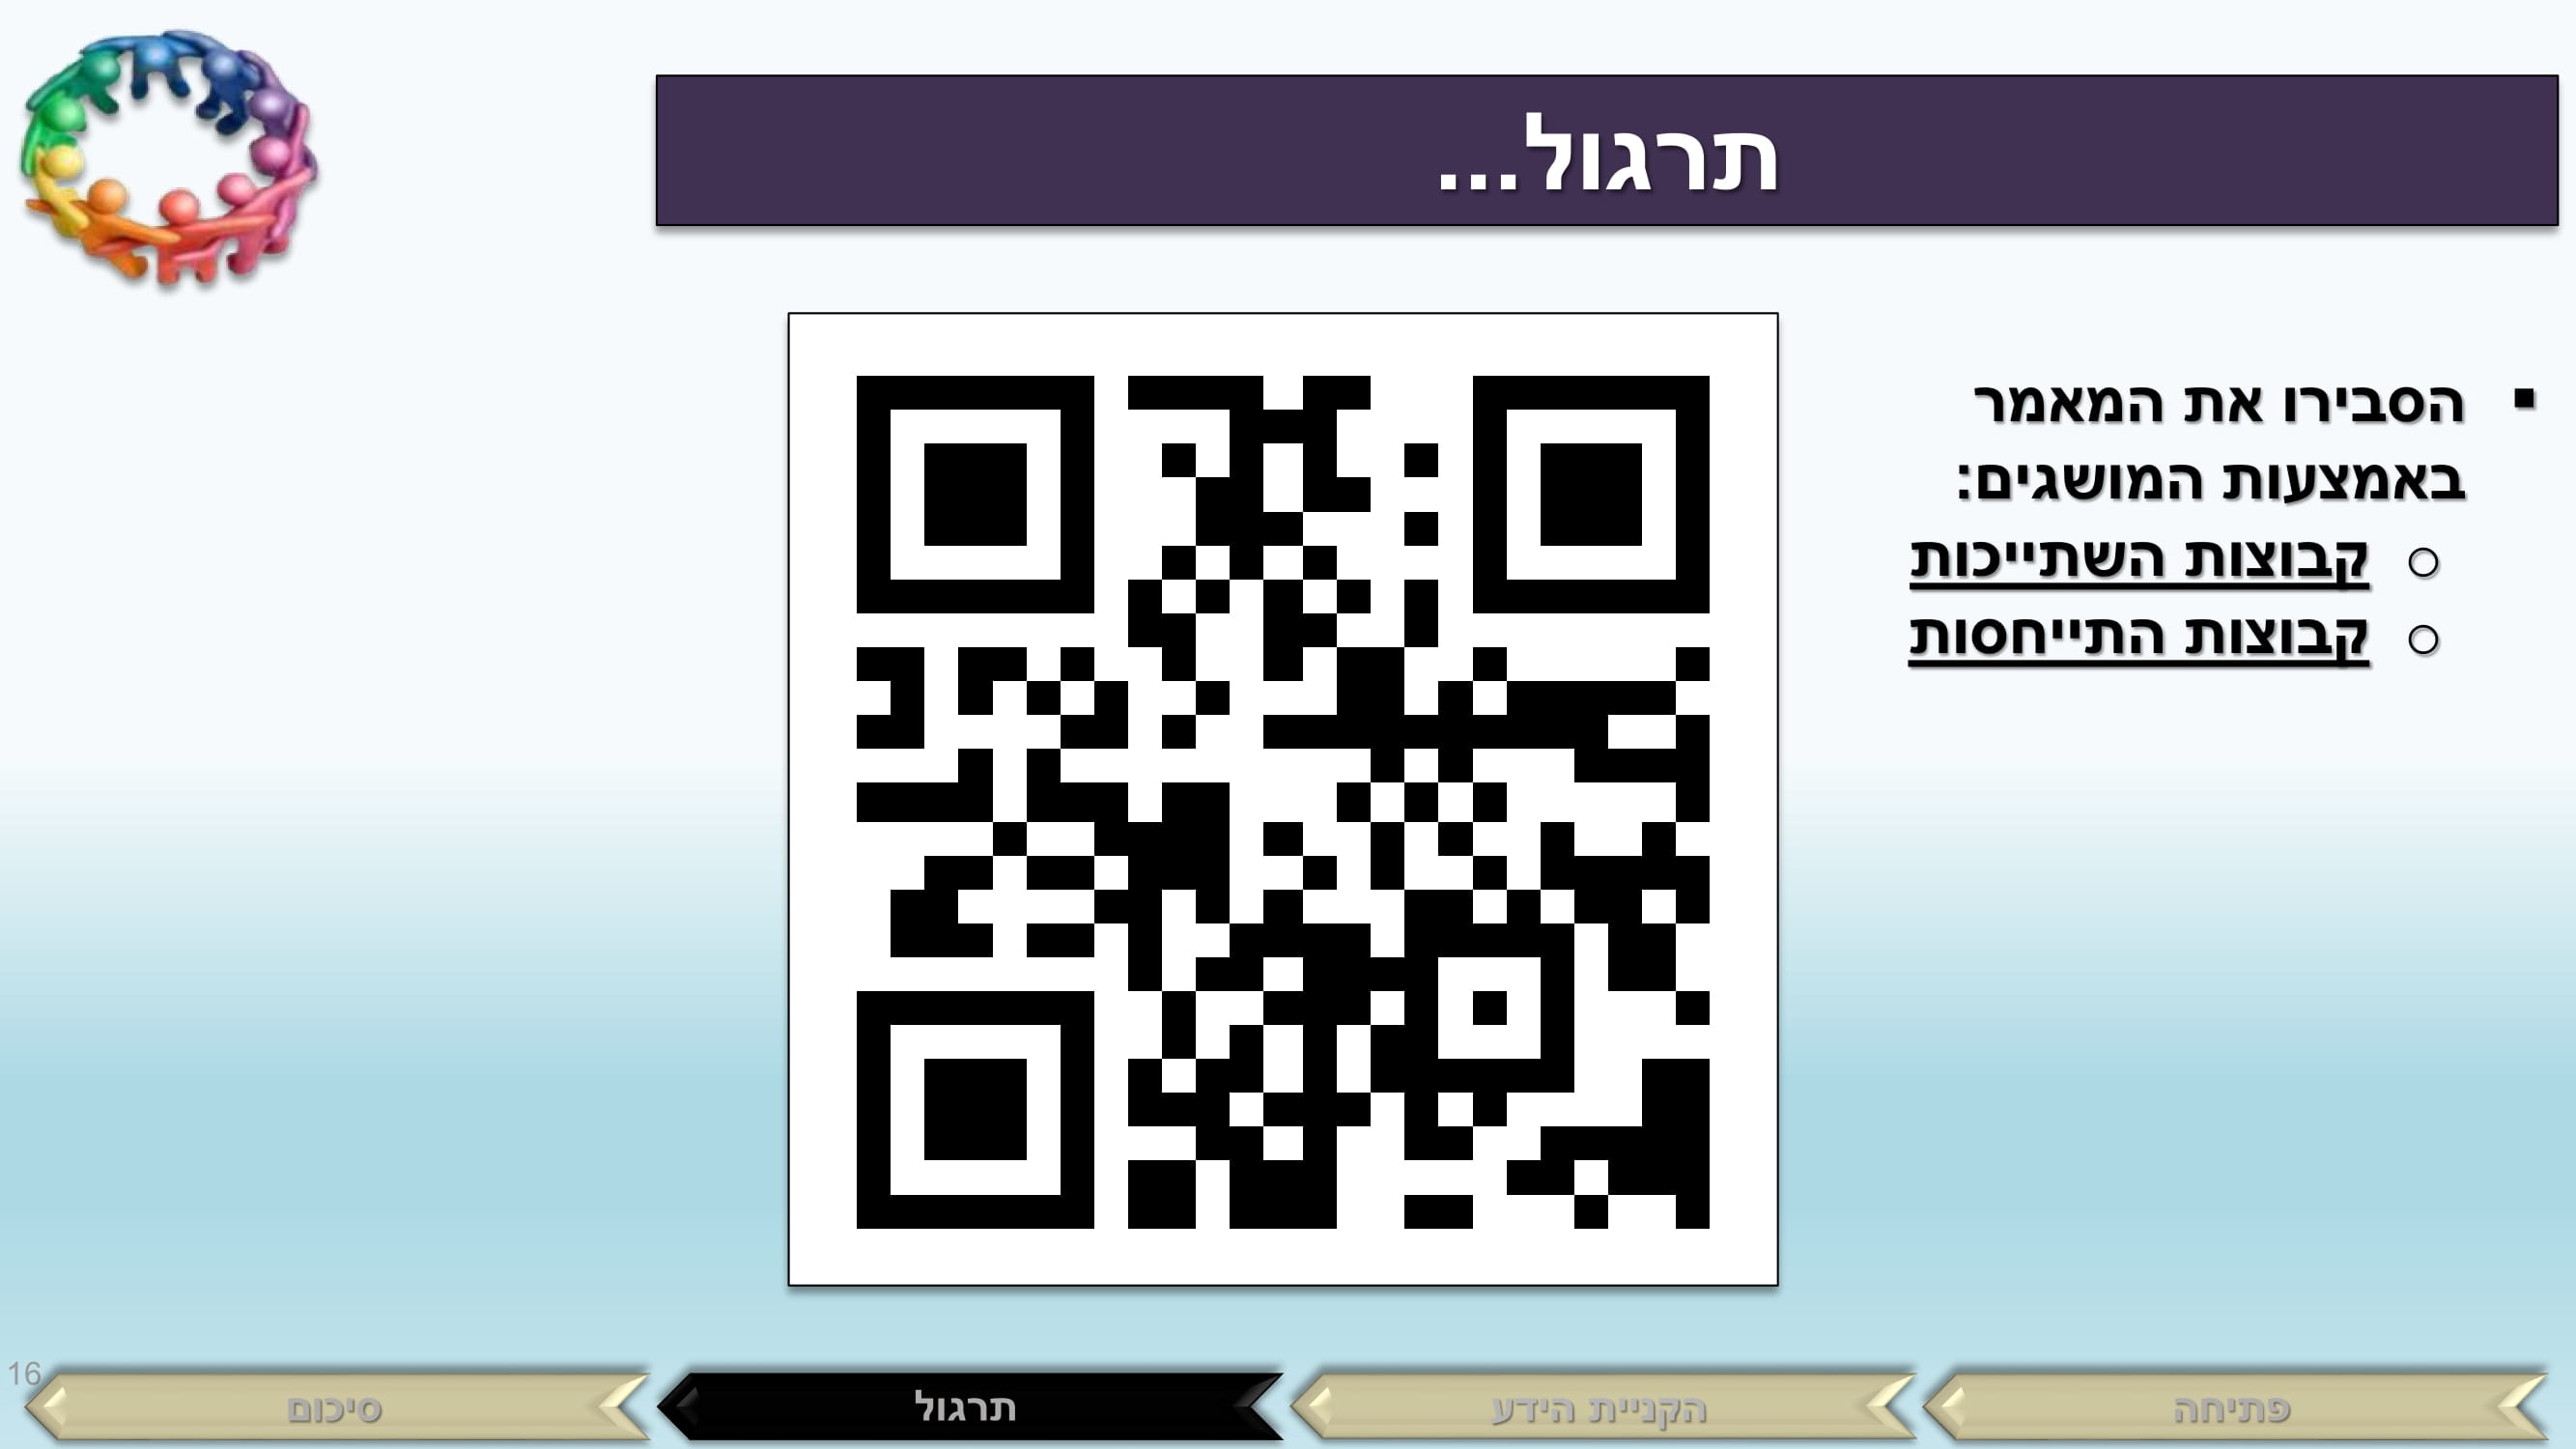 תרגול...
הסבירו את המאמר
באמצעות המושגים:
קבוצות השתייכות
קבוצות התייחסות
פתיחה
הקניית הידע
תרגול
סיכום
16